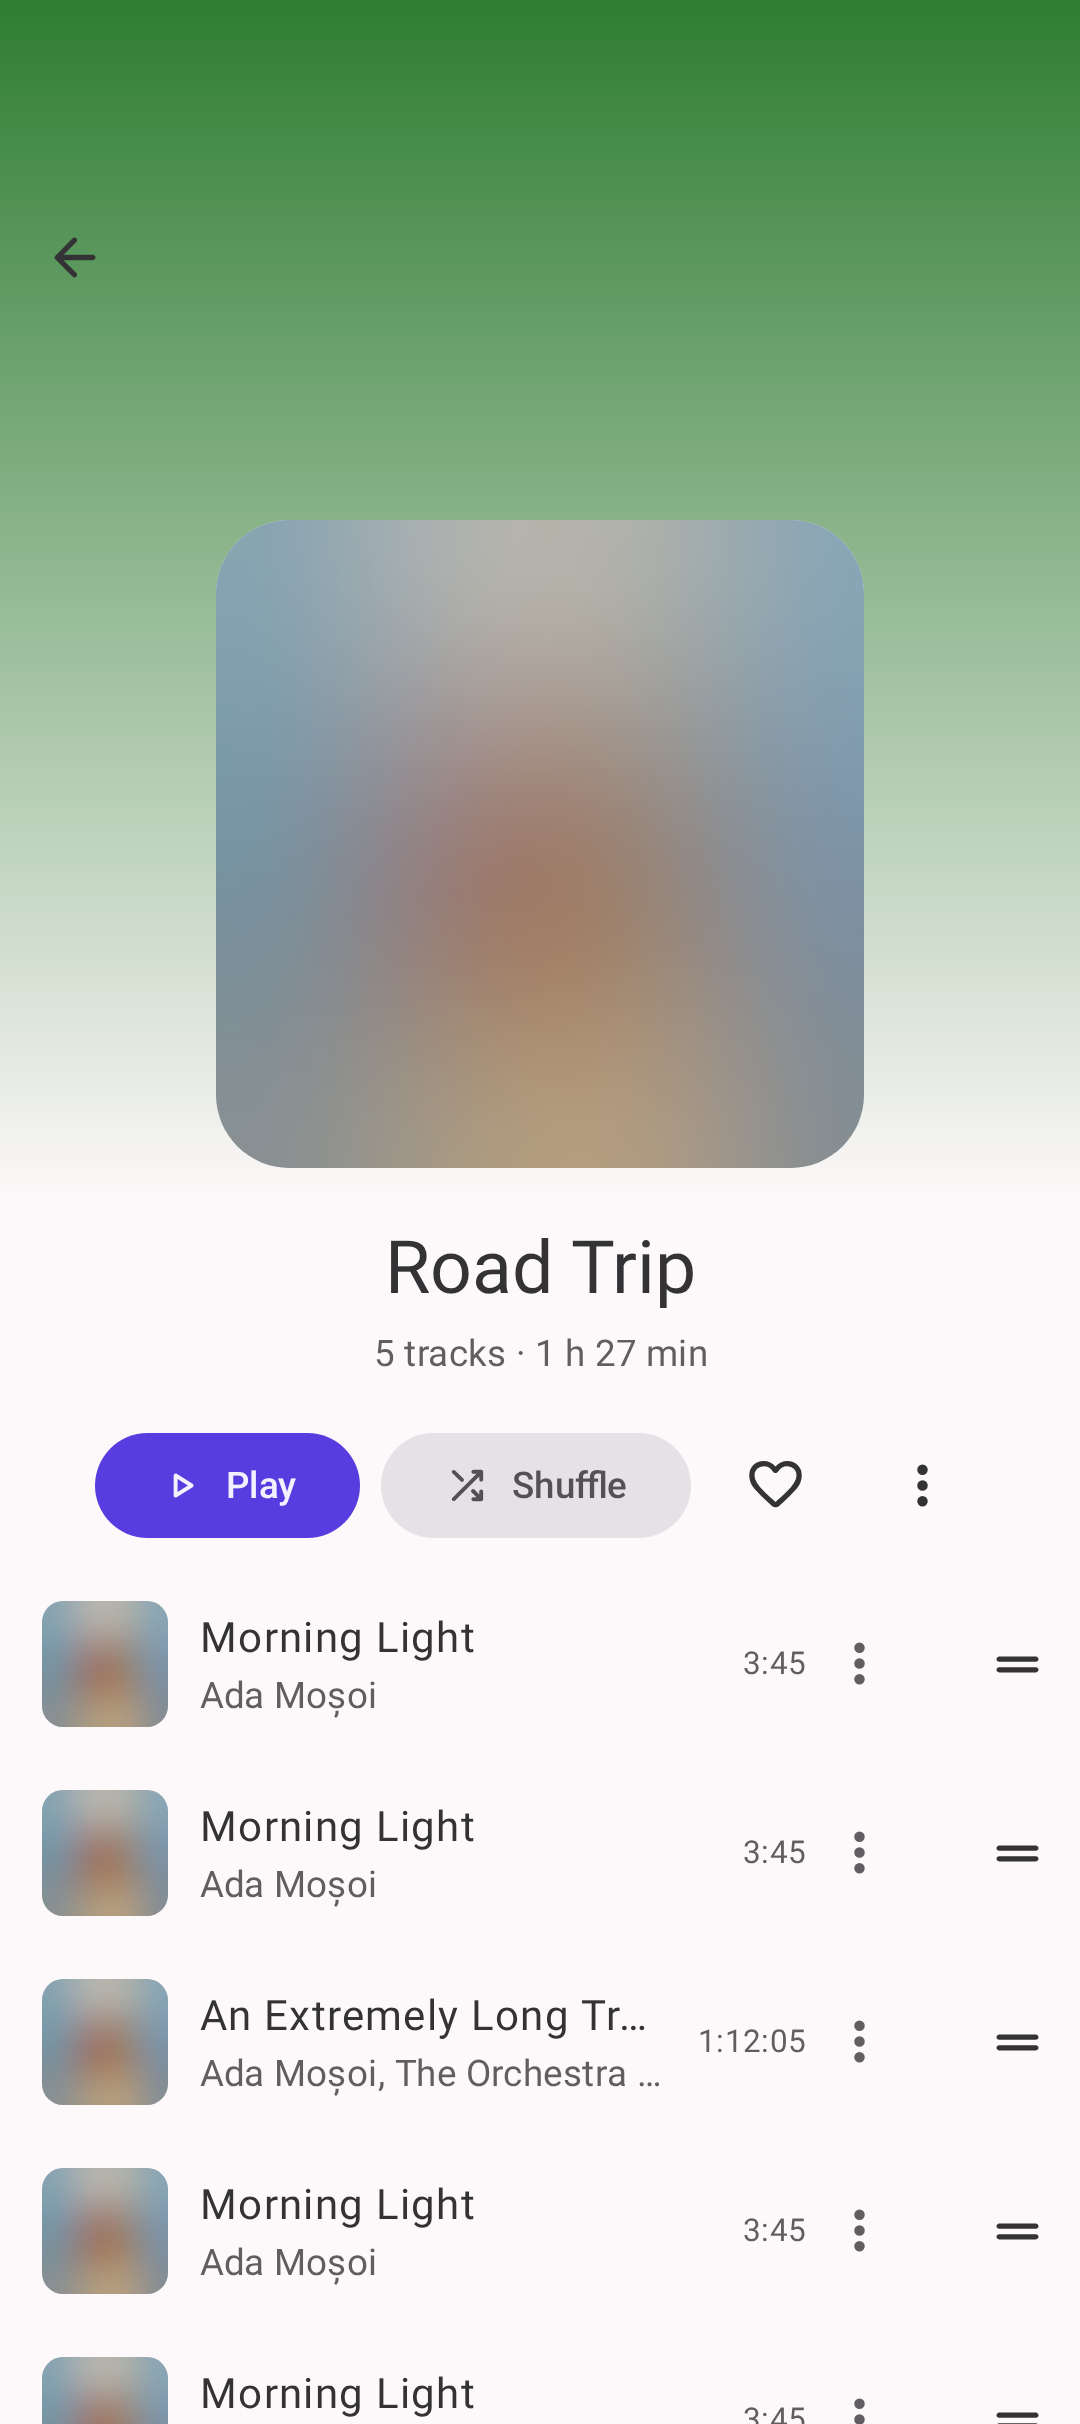 Road Trip
5 tracks · 1 h 27 min
Play
Shuffle
Morning Light
Ada Moșoi
3:45
Morning Light
Ada Moșoi
3:45
An Extremely Long Tr…
Ada Moșoi, The Orchestra …
1:12:05
Morning Light
Ada Moșoi
3:45
Morning Light
3:45